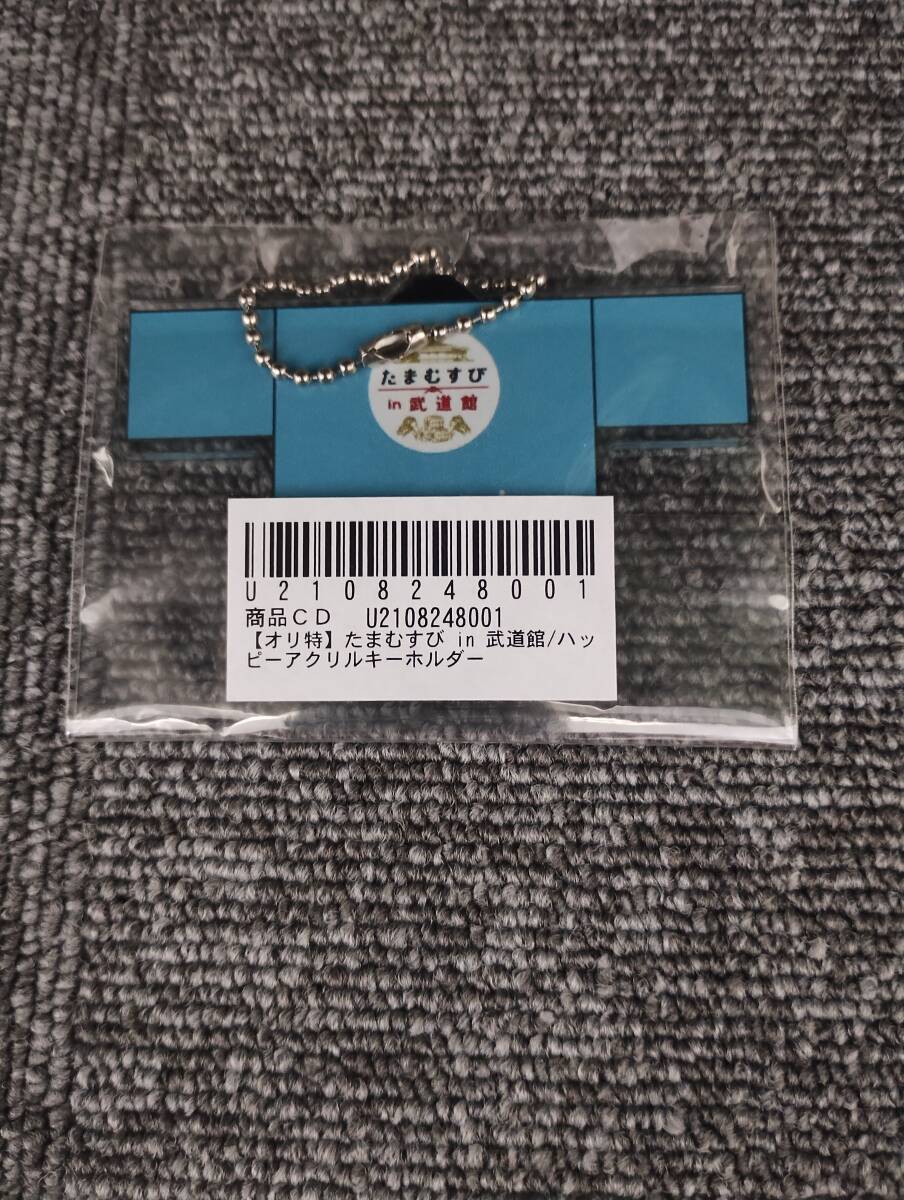 たまむすび
in 武道館
U2108248001
商品CD U2108248001
【オリ特】たまむすび in 武道館/ハッ
ピーアクリルキーホルダー